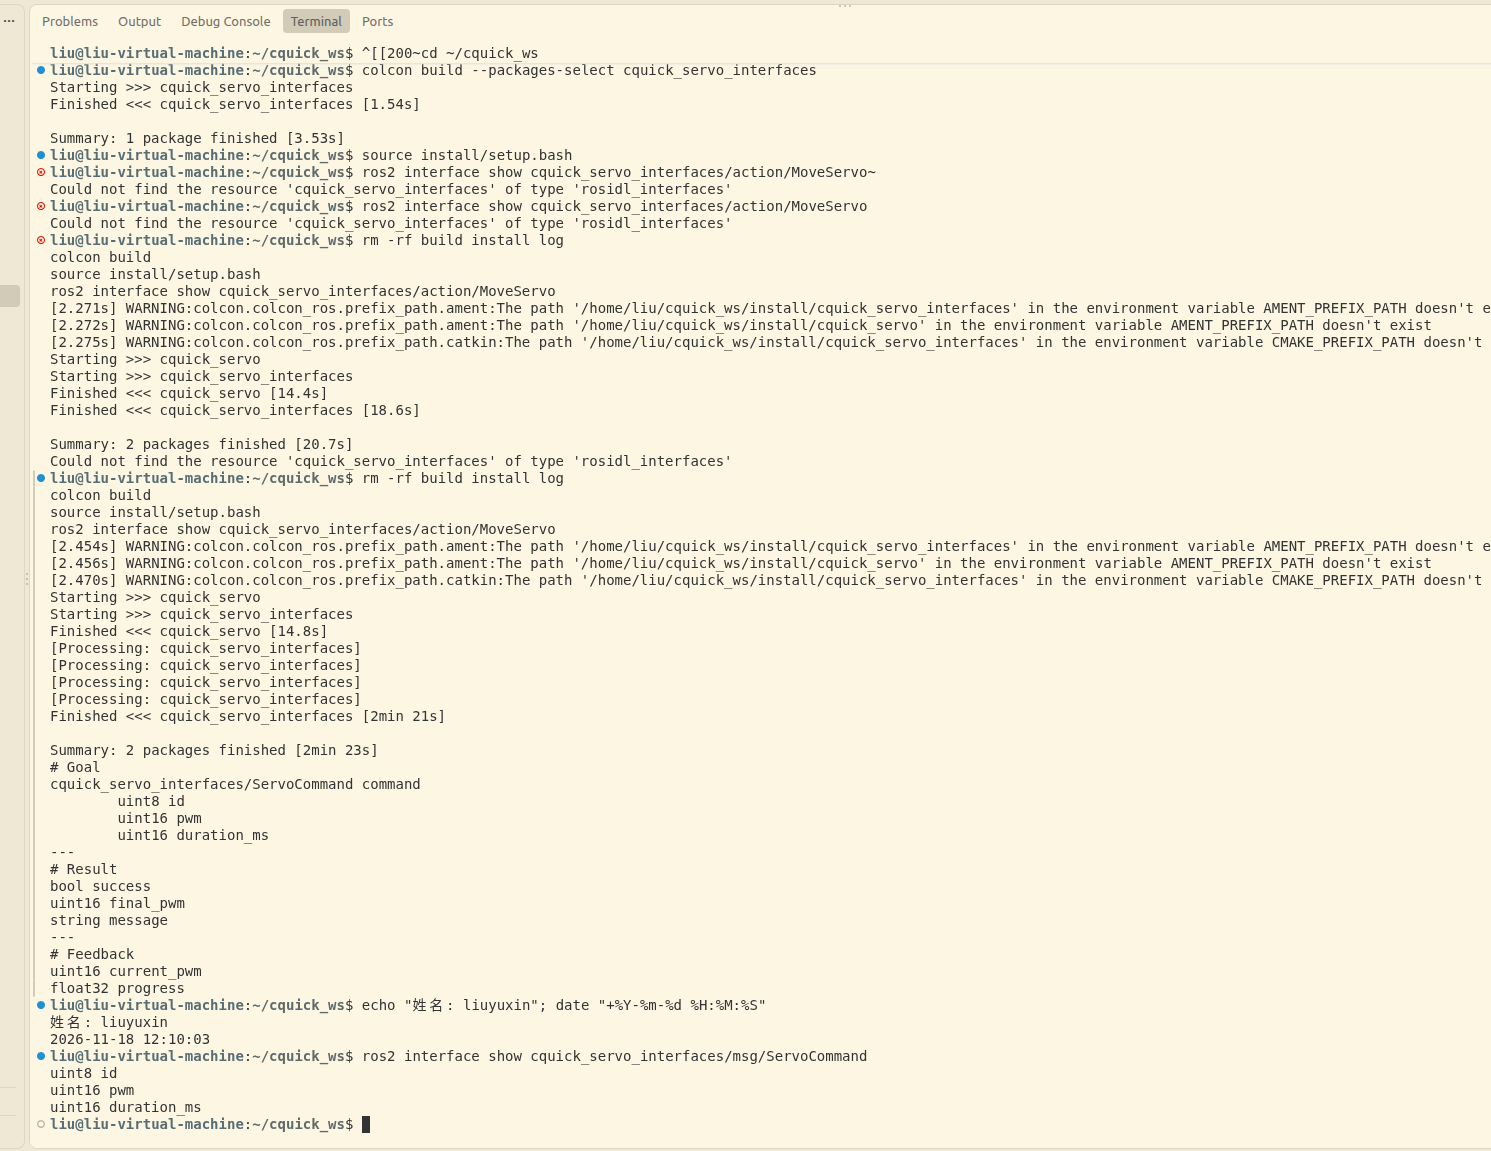 Problems Output Debug Console Terminal Ports
liu@liu-virtual-machine:~/cquick_ws$ ^[[200~cd ~/cquick_ws
liu@liu-virtual-machine:~/cquick_ws$ colcon build --packages-select cquick_servo_interfaces
Starting >>> cquick_servo_interfaces
Finished <<< cquick_servo_interfaces [1.54s]
Summary: 1 package finished [3.53s]
liu@liu-virtual-machine:~/cquick_ws$ source install/setup.bash
liu@liu-virtual-machine:~/cquick_ws$ ros2 interface show cquick_servo_interfaces/action/MoveServo~
Could not find the resource 'cquick_servo_interfaces' of type 'rosidl_interfaces'
liu@liu-virtual-machine:~/cquick_ws$ ros2 interface show cquick_servo_interfaces/action/MoveServo
Could not find the resource 'cquick_servo_interfaces' of type 'rosidl_interfaces'
liu@liu-virtual-machine:~/cquick_ws$ rm -rf build install log
colcon build
source install/setup.bash
ros2 interface show cquick_servo_interfaces/action/MoveServo
[2.271s] WARNING:colcon.colcon_ros.prefix_path.ament:The path '/home/liu/cquick_ws/install/cquick_servo_interfaces' in the environment variable AMENT_PREFIX_PATH doesn't e
[2.272s] WARNING:colcon.colcon_ros.prefix_path.ament:The path '/home/liu/cquick_ws/install/cquick_servo' in the environment variable AMENT_PREFIX_PATH doesn't exist
[2.275s] WARNING:colcon.colcon_ros.prefix_path.catkin:The path '/home/liu/cquick_ws/install/cquick_servo_interfaces' in the environment variable CMAKE_PREFIX_PATH doesn't
Starting >>> cquick_servo
Starting >>> cquick_servo_interfaces
Finished <<< cquick_servo [14.4s]
Finished <<< cquick_servo_interfaces [18.6s]
Summary: 2 packages finished [20.7s]
Could not find the resource 'cquick_servo_interfaces' of type 'rosidl_interfaces'
liu@liu-virtual-machine:~/cquick_ws$ rm -rf build install log
colcon build
source install/setup.bash
ros2 interface show cquick_servo_interfaces/action/MoveServo
[2.454s] WARNING:colcon.colcon_ros.prefix_path.ament:The path '/home/liu/cquick_ws/install/cquick_servo_interfaces' in the environment variable AMENT_PREFIX_PATH doesn't e
[2.456s] WARNING:colcon.colcon_ros.prefix_path.ament:The path '/home/liu/cquick_ws/install/cquick_servo' in the environment variable AMENT_PREFIX_PATH doesn't exist
[2.470s] WARNING:colcon.colcon_ros.prefix_path.catkin:The path '/home/liu/cquick_ws/install/cquick_servo_interfaces' in the environment variable CMAKE_PREFIX_PATH doesn't
Starting >>> cquick_servo
Starting >>> cquick_servo_interfaces
Finished <<< cquick_servo [14.8s]
[Processing: cquick_servo_interfaces]
[Processing: cquick_servo_interfaces]
[Processing: cquick_servo_interfaces]
[Processing: cquick_servo_interfaces]
Finished <<< cquick_servo_interfaces [2min 21s]
Summary: 2 packages finished [2min 23s]
# Goal
cquick_servo_interfaces/ServoCommand command
uint8 id
uint16 pwm
uint16 duration_ms
---
# Result
bool success
uint16 final_pwm
string message
---
# Feedback
uint16 current_pwm
float32 progress
liu@liu-virtual-machine:~/cquick_ws$ echo "姓名: liuyuxin"; date "+%Y-%m-%d %H:%M:%S"
姓名: liuyuxin
2026-11-18 12:10:03
liu@liu-virtual-machine:~/cquick_ws$ ros2 interface show cquick_servo_interfaces/msg/ServoCommand
uint8 id
uint16 pwm
uint16 duration_ms
liu@liu-virtual-machine:~/cquick_ws$